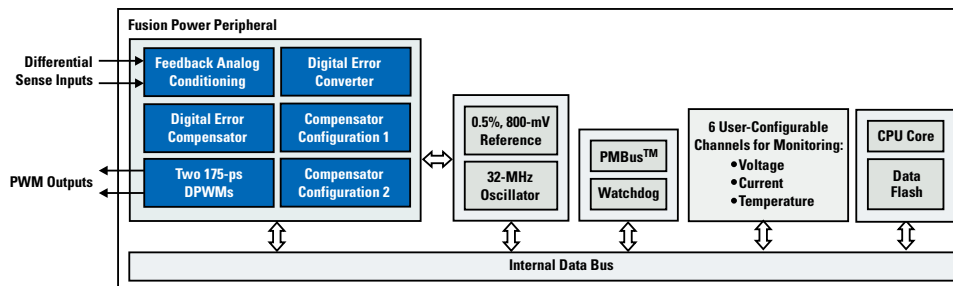 Fusion Power Peripheral
Differential
Sense Inputs
Feedback Analog
Conditioning
Digital Error
Converter
Digital Error
Compensator
Compensator
Configuration 1
PWM Outputs
Two 175-ps
DPWMs
Compensator
Configuration 2
0.5%, 800-mV
Reference
32-MHz
Oscillator
PMBus™
Watchdog
6 User-Configurable
Channels for Monitoring:
•Voltage
•Current
•Temperature
CPU Core
Data
Flash
Internal Data Bus